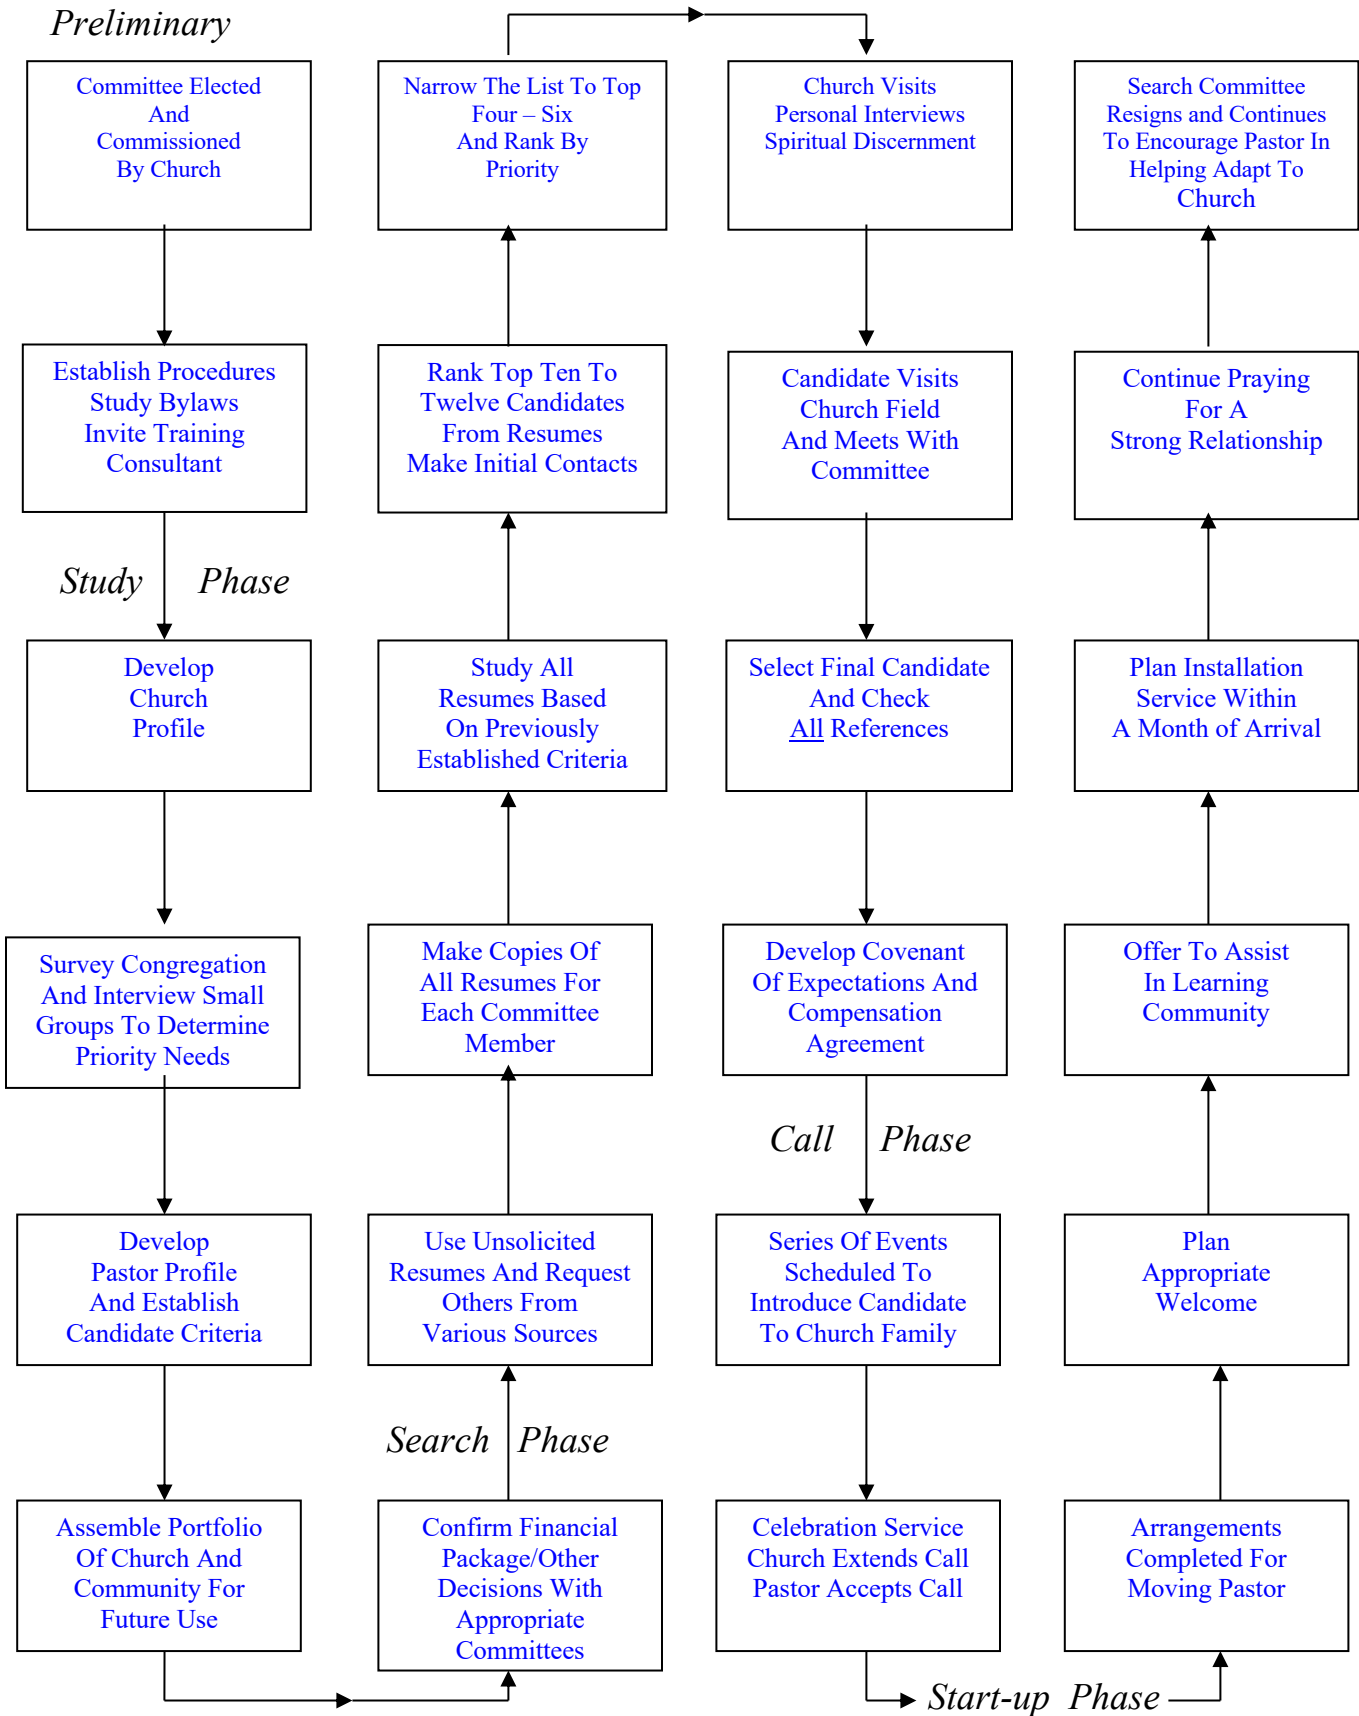 Preliminary
Committee Elected
And
Commissioned
By Church
Establish Procedures
Study Bylaws
Invite Training
Consultant
Study Phase
Develop
Church
Profile
Survey Congregation
And Interview Small
Groups To Determine
Priority Needs
Develop
Pastor Profile
And Establish
Candidate Criteria
Assemble Portfolio
Of Church And
Community For
Future Use
Confirm Financial
Package/Other
Decisions With
Appropriate
Committees
Search Phase
Use Unsolicited
Resumes And Request
Others From
Various Sources
Make Copies Of
All Resumes For
Each Committee
Member
Study All
Resumes Based
On Previously
Established Criteria
Rank Top Ten To
Twelve Candidates
From Resumes
Make Initial Contacts
Narrow The List To Top
Four – Six
And Rank By
Priority
Church Visits
Personal Interviews
Spiritual Discernment
Candidate Visits
Church Field
And Meets With
Committee
Select Final Candidate
And Check
All References
Develop Covenant
Of Expectations And
Compensation
Agreement
Call Phase
Series Of Events
Scheduled To
Introduce Candidate
To Church Family
Celebration Service
Church Extends Call
Pastor Accepts Call
Start-up Phase
Arrangements
Completed For
Moving Pastor
Plan
Appropriate
Welcome
Offer To Assist
In Learning
Community
Plan Installation
Service Within
A Month of Arrival
Continue Praying
For A
Strong Relationship
Search Committee
Resigns and Continues
To Encourage Pastor In
Helping Adapt To
Church